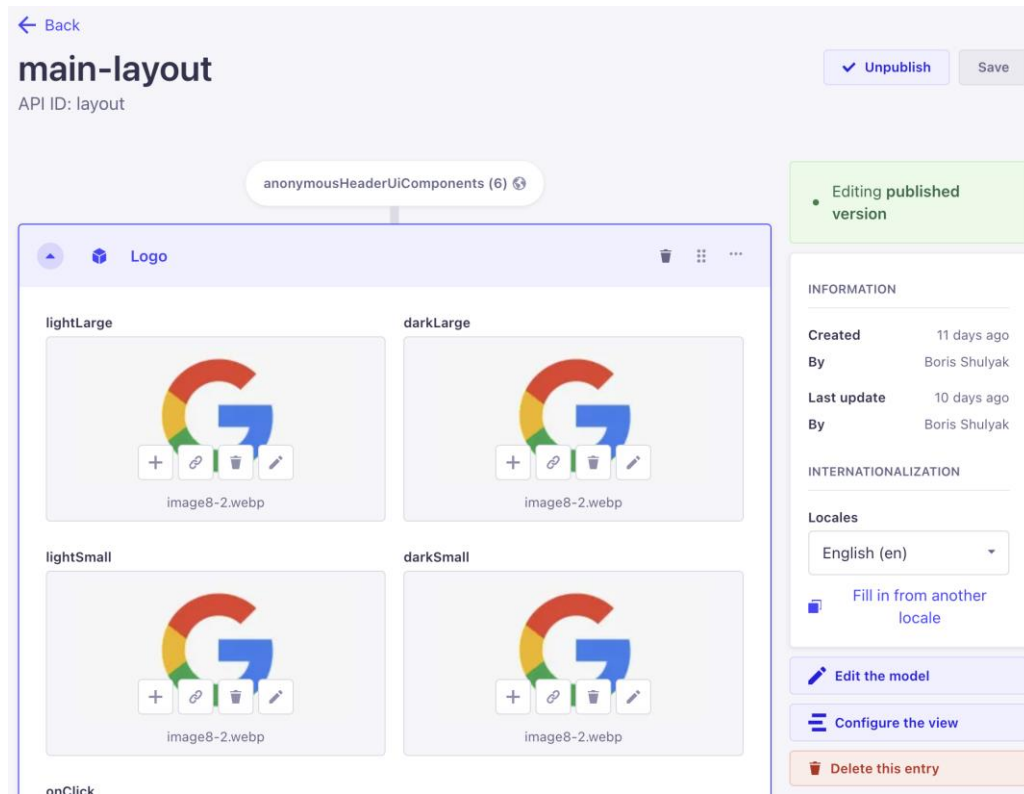 Back
main-layout
API ID: layout
Unpublish
Save
anonymousHeaderUiComponents (6)
Editing published
version
Logo
INFORMATION
Created 11 days ago
By Boris Shulyak
Last update 10 days ago
By Boris Shulyak
INTERNATIONALIZATION
Locales
English (en)
Fill in from another
locale
Edit the model
Configure the view
Delete this entry
lightLarge darkLarge
image8-2.webp image8-2.webp
lightSmall darkSmall
image8-2.webp image8-2.webp
onClick